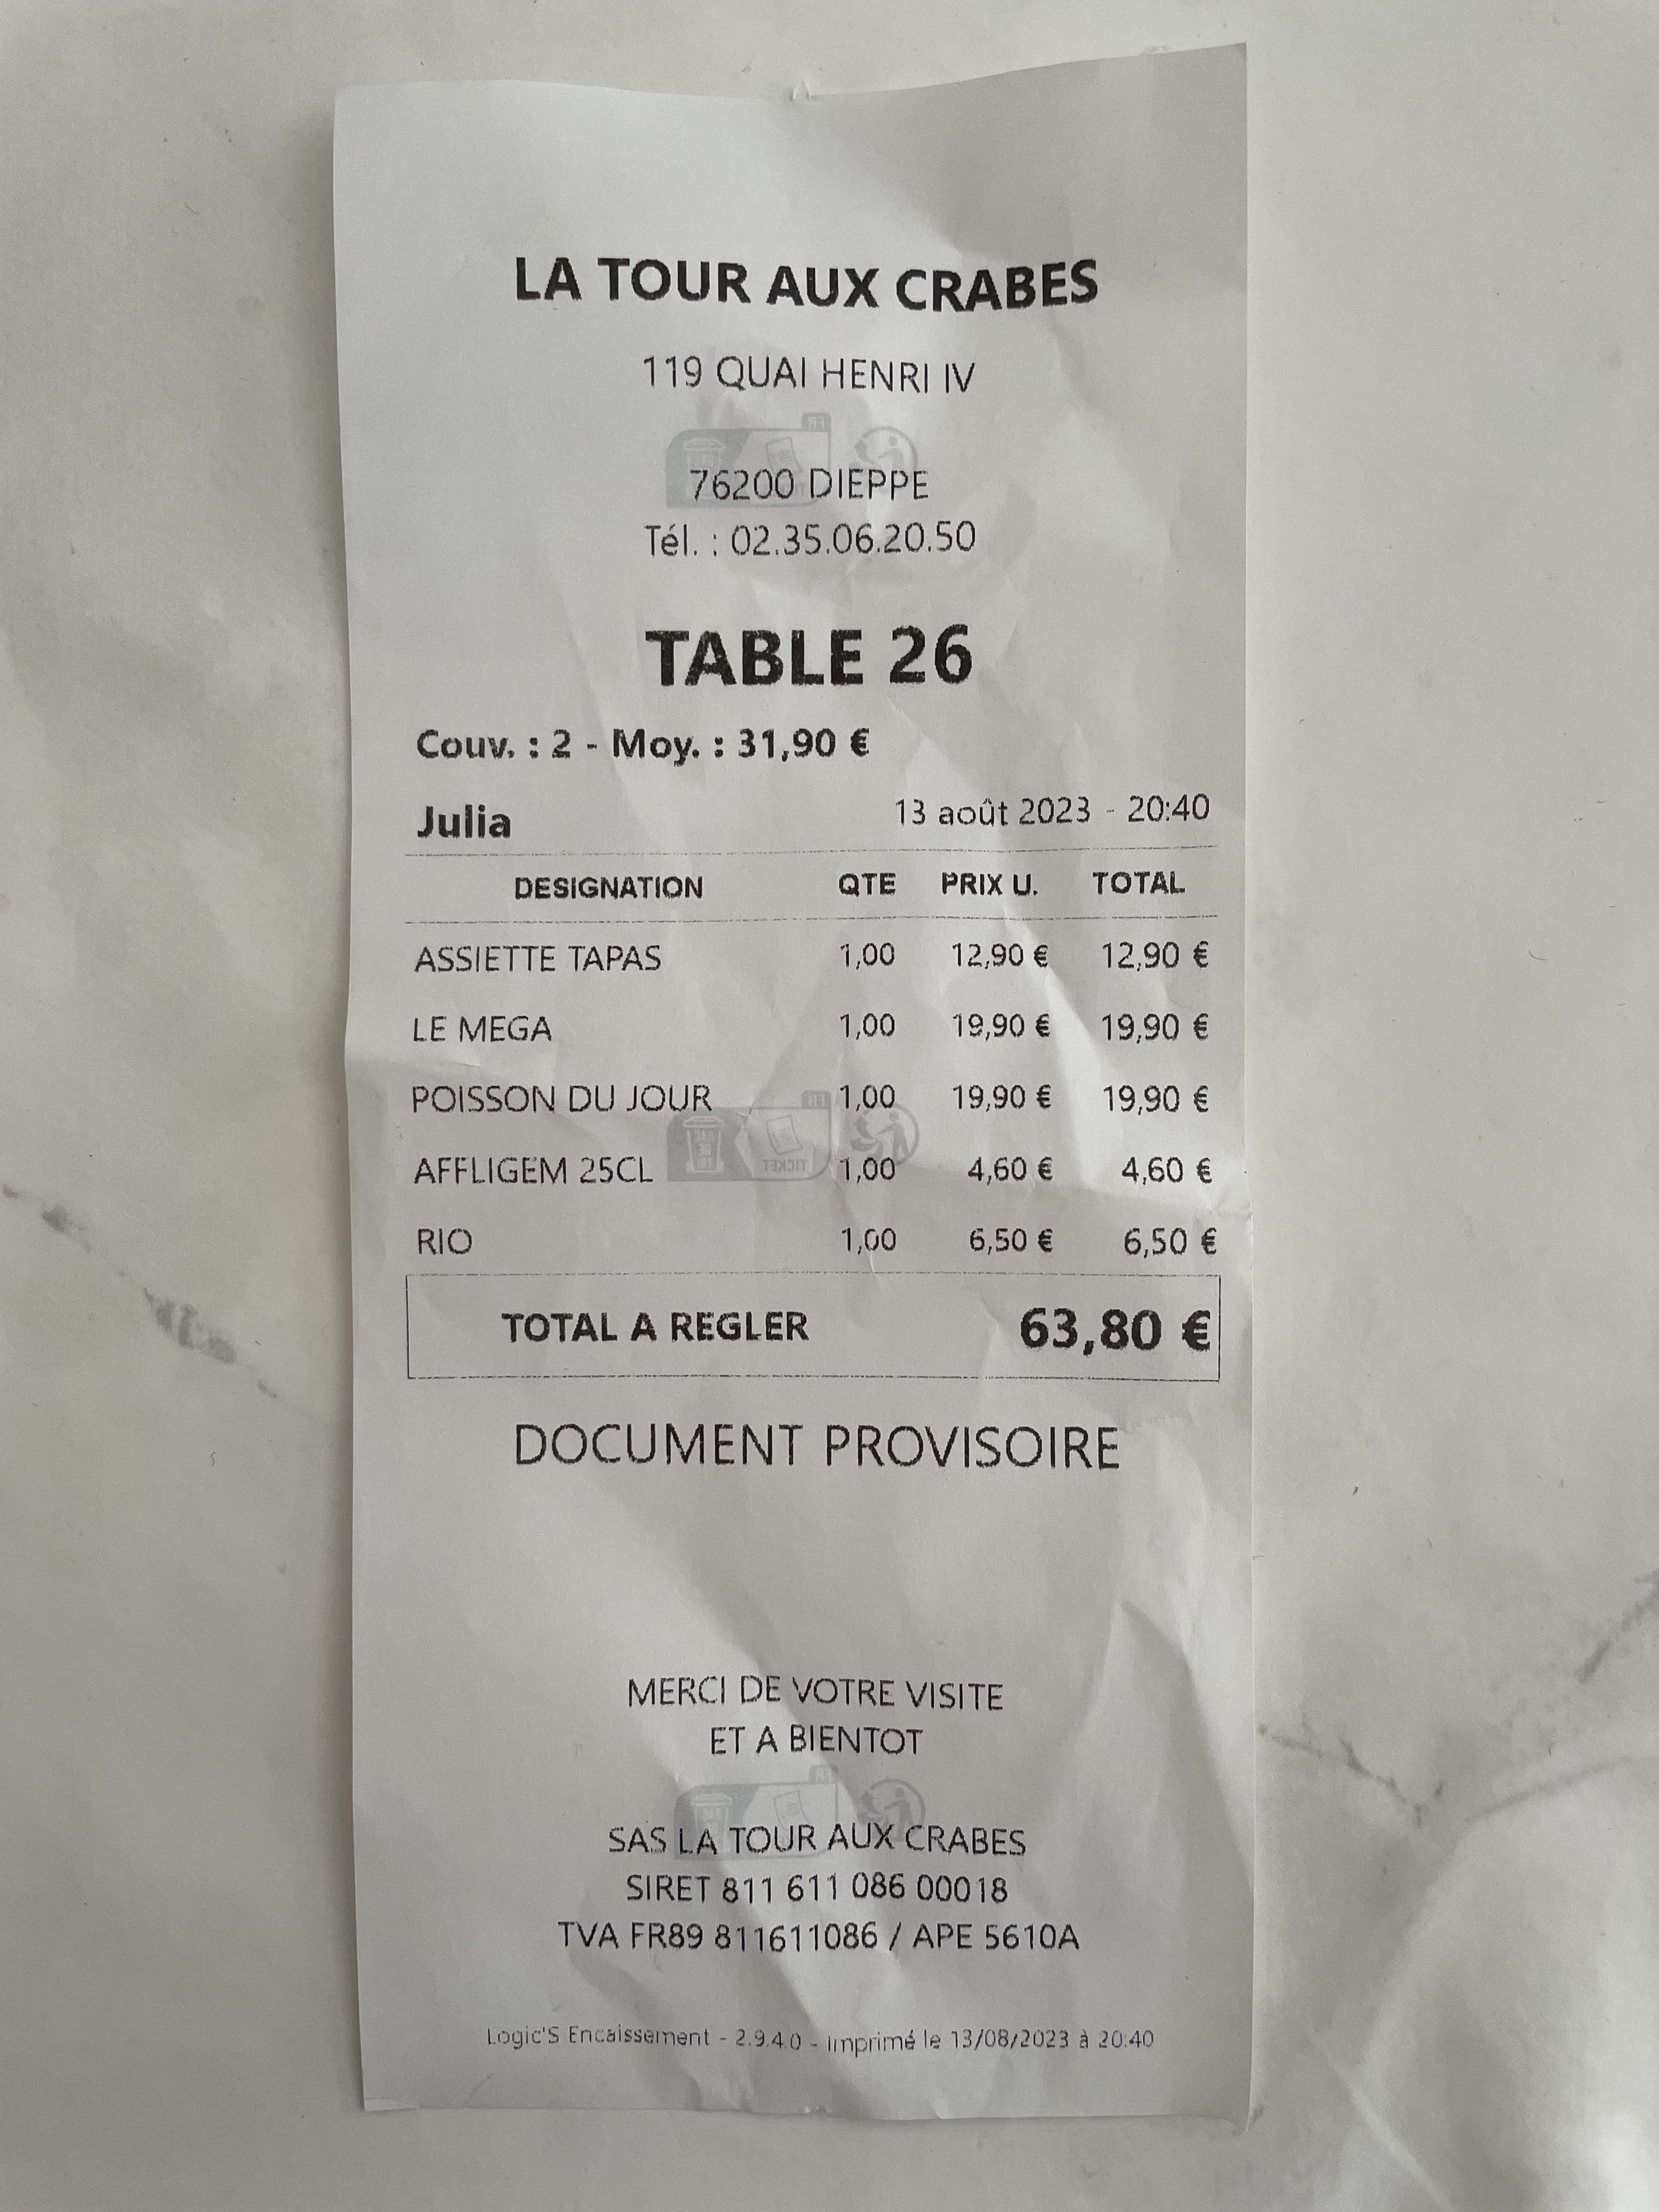 LA TOUR AUX CRABES
119 QUAI HENRI IV
76200 DIEPPE
Tél. : 02.35.06.20.50
TABLE 26
Couv. : 2 - Moy. : 31,90 €
Julia 13 août 2023 - 20:40
DESIGNATION QTE PRIX U. TOTAL
ASSIETTE TAPAS 1,00 12,90 € 12,90 €
LE MEGA 1,00 19,90 € 19,90 €
POISSON DU JOUR 1,00 19,90 € 19,90 €
AFFLIGEM 25CL 1,00 4,60 € 4,60 €
RIO 1,00 6,50 € 6,50 €
TOTAL A REGLER 63,80 €
DOCUMENT PROVISOIRE
MERCI DE VOTRE VISITE
ET A BIENTOT
SAS LA TOUR AUX CRABES
SIRET 811 611 086 00018
TVA FR89 811611086 / APE 5610A
Logic'S Encaissement - 2.9.4.0 - Imprimé le 13/08/2023 à 20:40